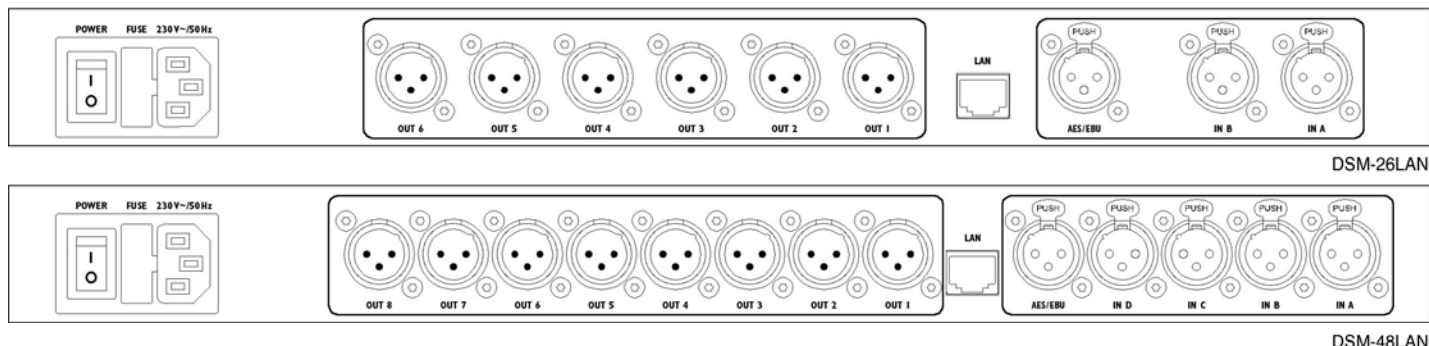 POWER FUSE 230V~/50Hz
LAN
PUSH PUSH PUSH
I
O
OUT 6 OUT 5 OUT 4 OUT 3 OUT 2 OUT 1 AES/EBU IN B IN A
DSM-26LAN
POWER FUSE 230V~/50Hz
PUSH PUSH PUSH PUSH PUSH
LAN
I
O
OUT 8 OUT 7 OUT 6 OUT 5 OUT 4 OUT 3 OUT 2 OUT 1 AES/EBU IN D IN C IN B IN A
DSM-48LAN